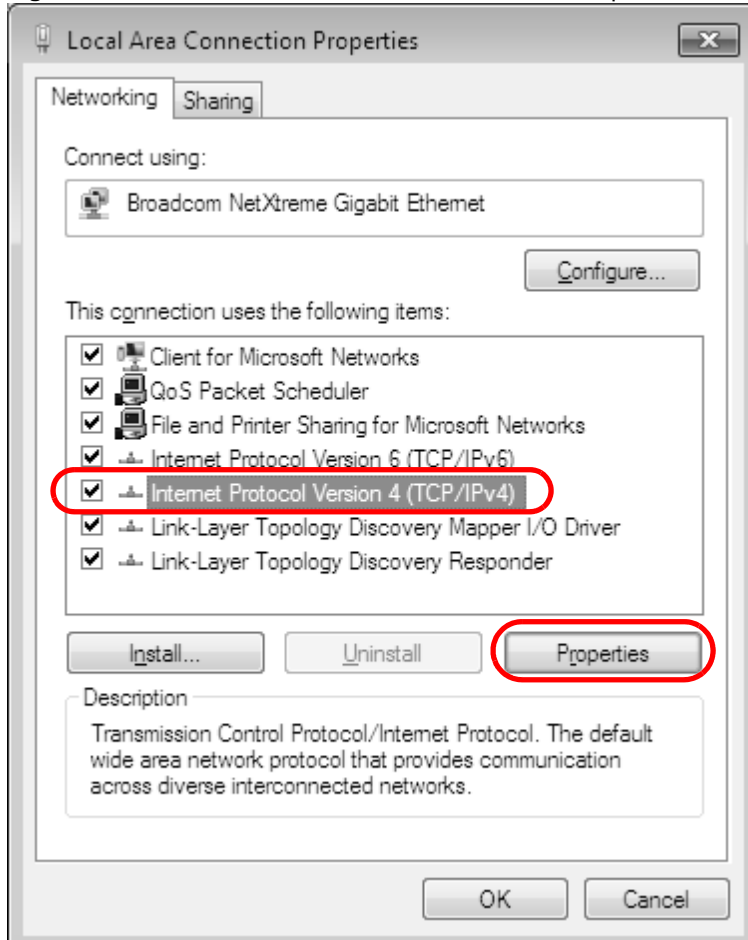 Local Area Connection Properties
Networking Sharing
Connect using:
Broadcom NetXtreme Gigabit Ethernet
Configure...
This connection uses the following items:
Client for Microsoft Networks
QoS Packet Scheduler
File and Printer Sharing for Microsoft Networks
Internet Protocol Version 6 (TCP/IPv6)
Internet Protocol Version 4 (TCP/IPv4)
Link-Layer Topology Discovery Mapper I/O Driver
Link-Layer Topology Discovery Responder
Install... Uninstall Properties
Description
Transmission Control Protocol/Internet Protocol. The default
wide area network protocol that provides communication
across diverse interconnected networks.
OK Cancel